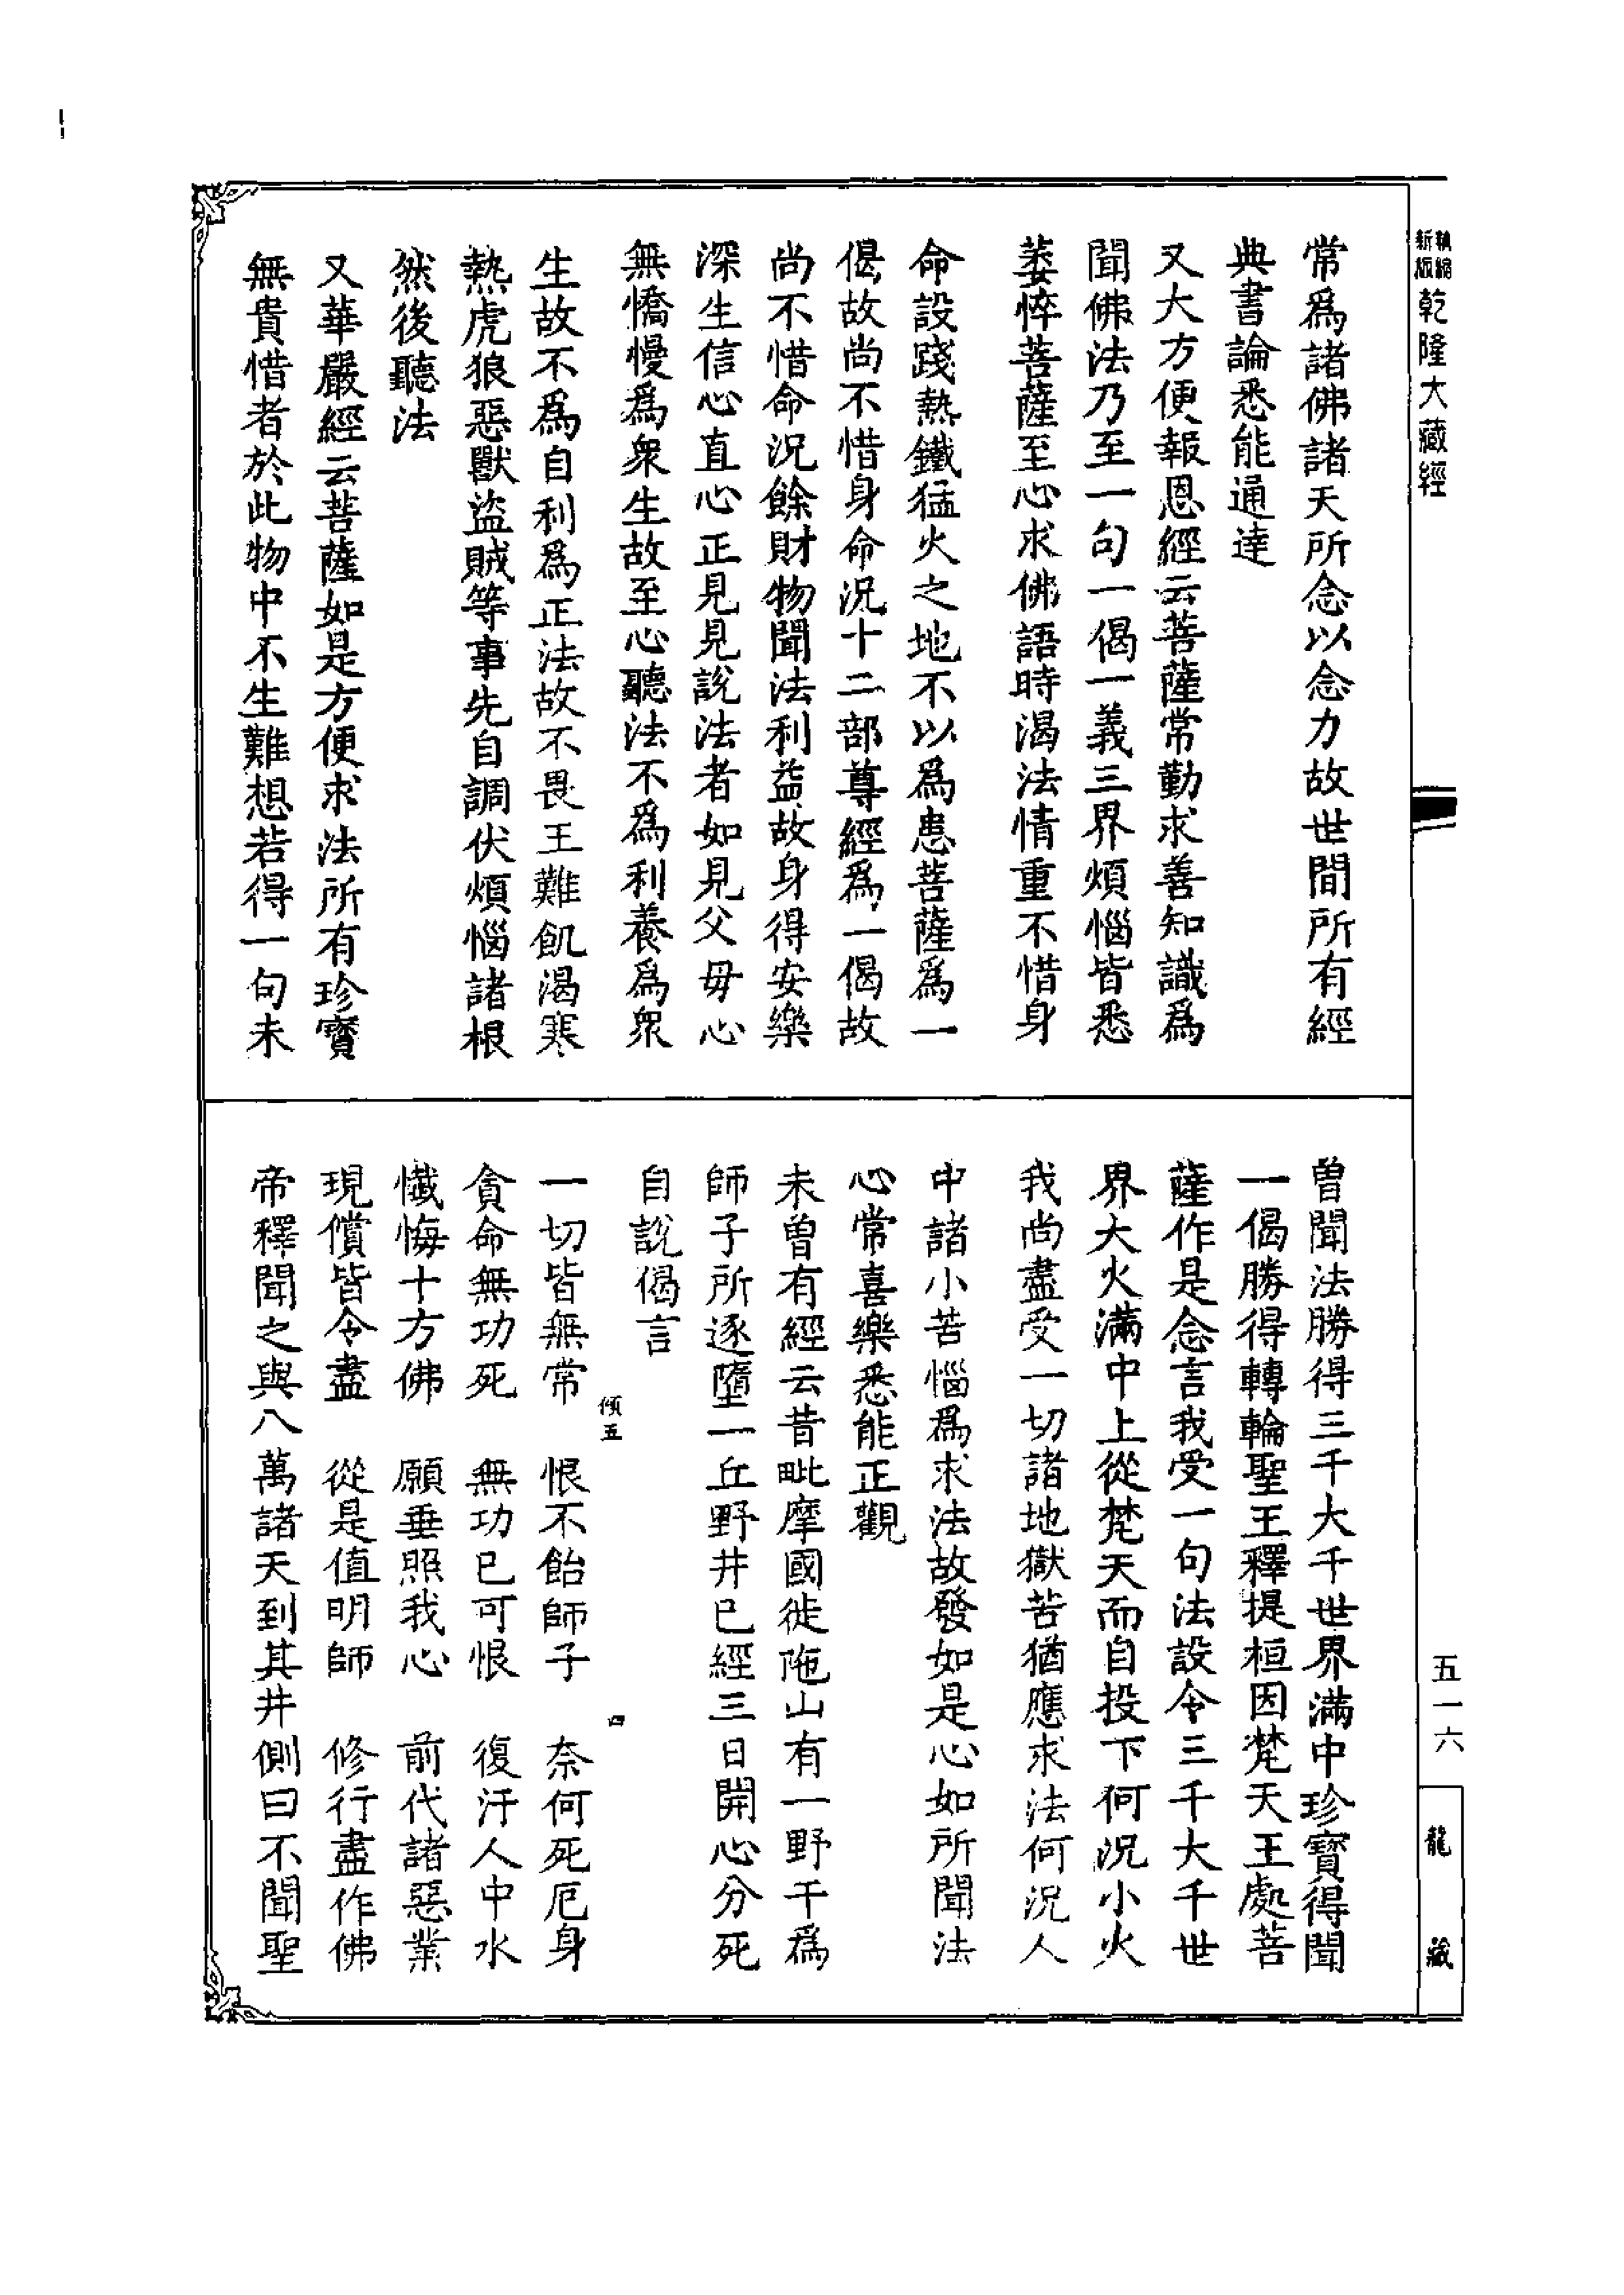 新版縮本乾隆大藏經
常爲諸佛諸天所念以念力故世間所有經
典書論悉能通達
又大方便報恩經云菩薩常勤求善知識爲
聞佛法乃至一句一偈一義三界煩惱皆悉
萎悴菩薩至心求佛語時渴法情重不惜身
命設踐熱鐵猛火之地不以爲患菩薩爲一
偈故尚不惜身命況十二部尊經爲一偈故
尚不惜命況餘財物聞法利益故身得安樂
深生信心直心正見見說法者如見父母心
無憍慢爲衆生故至心聽法不爲利養爲衆
生故不爲自利爲正法故不畏王難飢渴寒
熱虎狼惡獸盜賊等事先自調伏煩惱諸根
然後聽法
又華嚴經云菩薩如是方便求法所有珍寶
無貴惜者於此物中不生難想若得一句未
曾聞法勝得三千大千世界滿中珍寶得聞
一偈勝得轉輪聖王釋提桓因梵天王處菩
薩作是念言我受一句法設令三千大千世
界大火滿中上從梵天而自投下何況小火
我尚盡受一切諸地獄苦猶應求法何況人
中諸小苦惱爲求法故發如是心如所聞法
心常喜樂悉能正觀
未曾有經云昔毗摩國徙陁山有一野干爲
師子所逐墮一丘野井已經三日開心分死
自說偈言
傾五
四
一切皆無常 恨不飴師子 奈何死厄身
貪命無功死 無功已可恨 復汙人中水
懺悔十方佛 願垂照我心 前代諸惡業
現償皆令盡 從是值明師 修行盡作佛
帝釋聞之與八萬諸天到其井側曰不聞聖
五一六
龍藏